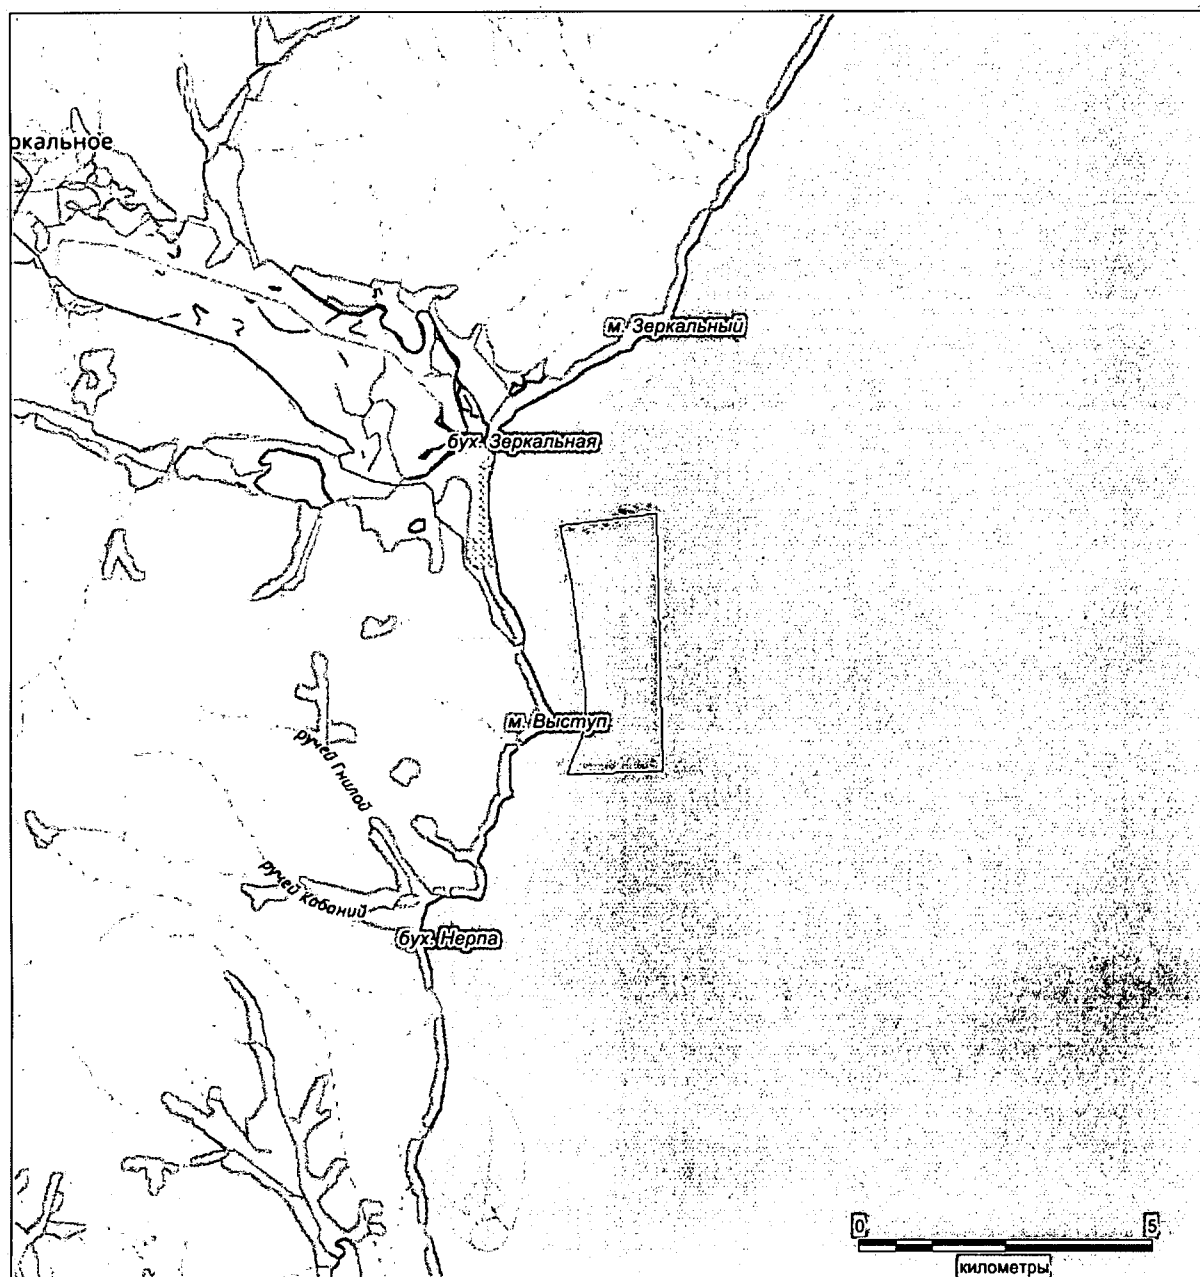 ркальное
м. Зеркальный
бух. Зеркальная
м. Выступ
ручей Гнилой
ручей Кабаний
бух. Нерпа
0 5
километры